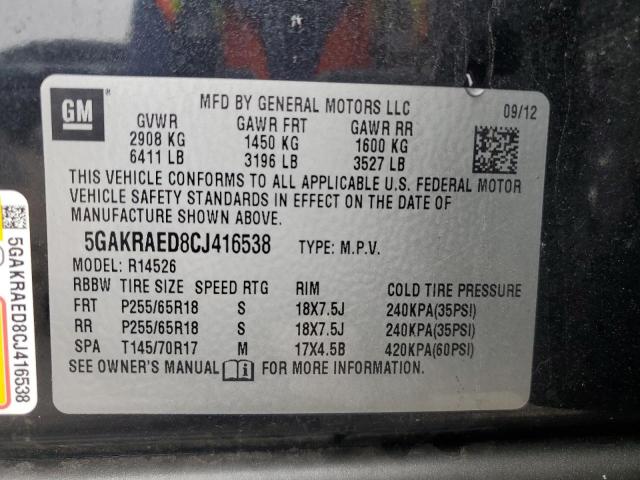 GM ®
MFD BY GENERAL MOTORS LLC
09/12
GVWR GAWR FRT GAWR RR
2908 KG 1450 KG 1600 KG
6411 LB 3196 LB 3527 LB
THIS VEHICLE CONFORMS TO ALL APPLICABLE U.S. FEDERAL MOTOR
VEHICLE SAFETY STANDARDS IN EFFECT ON THE DATE OF
MANUFACTURE SHOWN ABOVE.
5GAKRAED8CJ416538 TYPE: M.P.V.
MODEL: R14526
RBBW TIRE SIZE SPEED RTG RIM COLD TIRE PRESSURE
FRT P255/65R18 S 18X7.5J 240KPA(35PSI)
RR P255/65R18 S 18X7.5J 240KPA(35PSI)
SPA T145/70R17 M 17X4.5B 420KPA(60PSI)
SEE OWNER'S MANUAL FOR MORE INFORMATION.
5GAKRAED8CJ416538